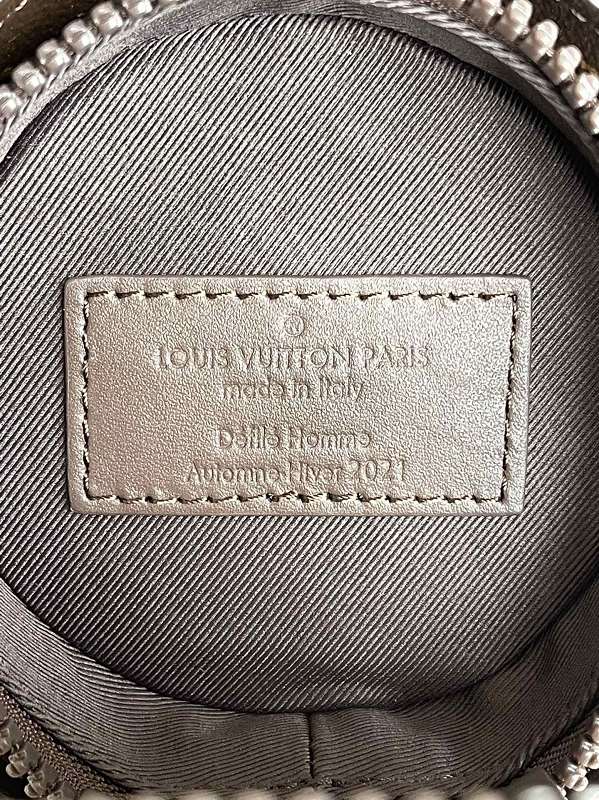 LOUIS VUITTON PARIS
made in Italy
Défilé Homme
Automne-Hiver 2021